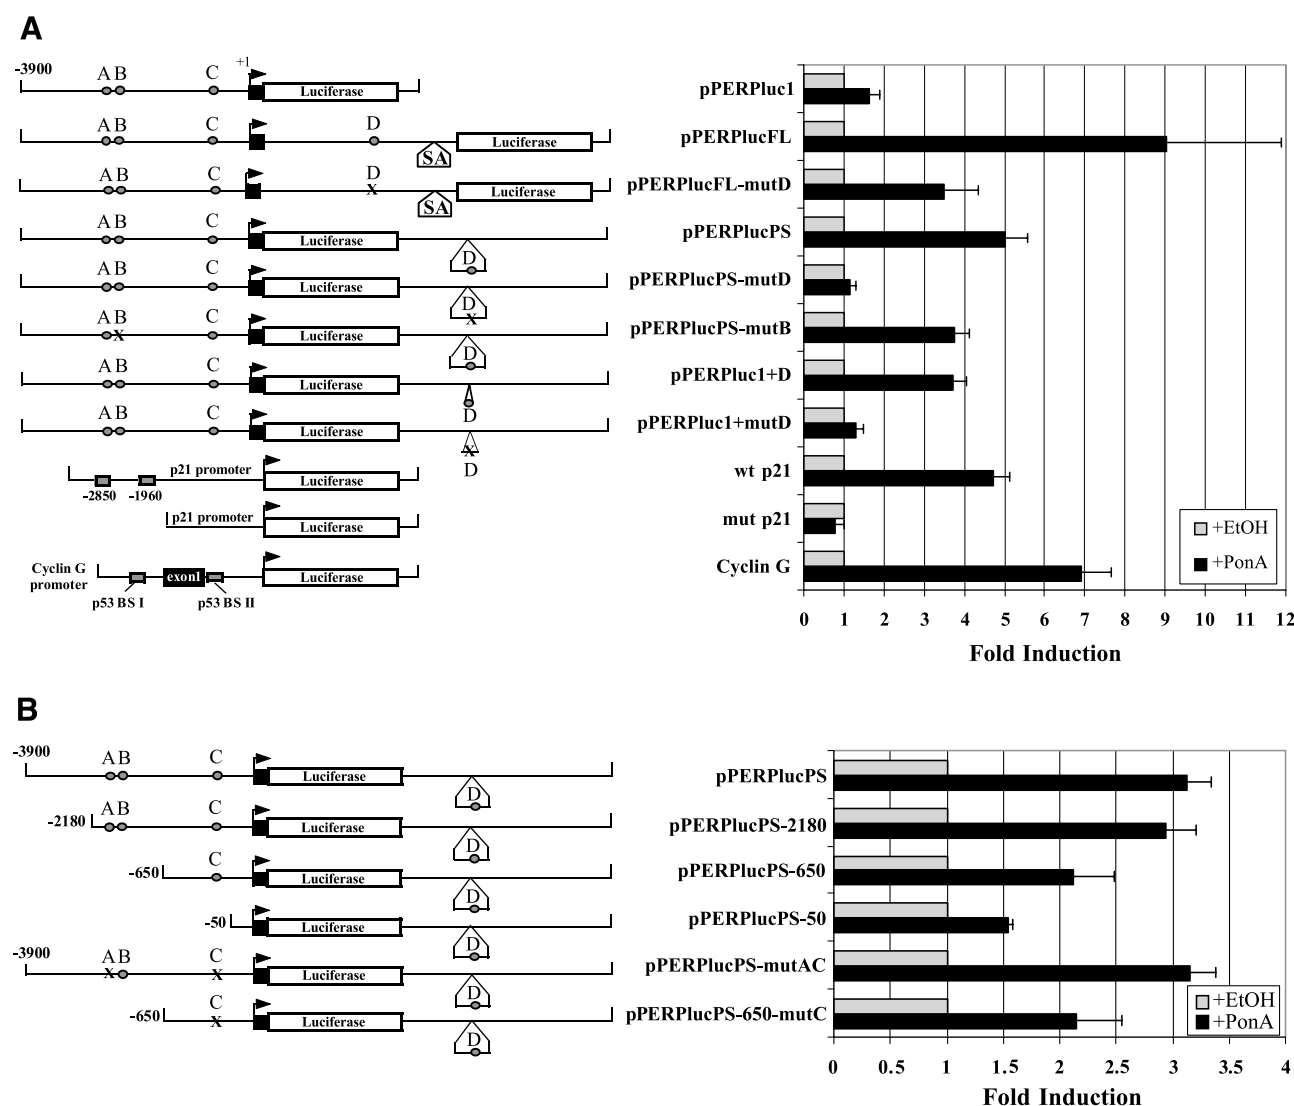 A
-3900 A B C +1 Luciferase pPERPluc1
A B C D SA Luciferase pPERPlucFL
A B C D X SA Luciferase pPERPlucFL-mutD
A B C Luciferase D pPERPlucPS
A B C Luciferase D X pPERPlucPS-mutD
A B X C Luciferase D pPERPlucPS-mutB
A B C Luciferase D pPERPluc1+D
A B C Luciferase X D pPERPluc1+mutD
-2850 -1960 p21 promoter Luciferase wt p21
p21 promoter Luciferase mut p21
Cyclin G promoter p53 BS I exon1 p53 BS II Luciferase Cyclin G
+EtOH
+PonA
0 1 2 3 4 5 6 7 8 9 10 11 12
Fold Induction
B
-3900 A B C Luciferase D pPERPlucPS
-2180 A B C Luciferase D pPERPlucPS-2180
-650 C Luciferase D pPERPlucPS-650
-50 Luciferase D pPERPlucPS-50
-3900 A B X C X Luciferase D pPERPlucPS-mutAC
-650 C X Luciferase D pPERPlucPS-650-mutC
+EtOH
+PonA
0 0.5 1 1.5 2 2.5 3 3.5 4
Fold Induction